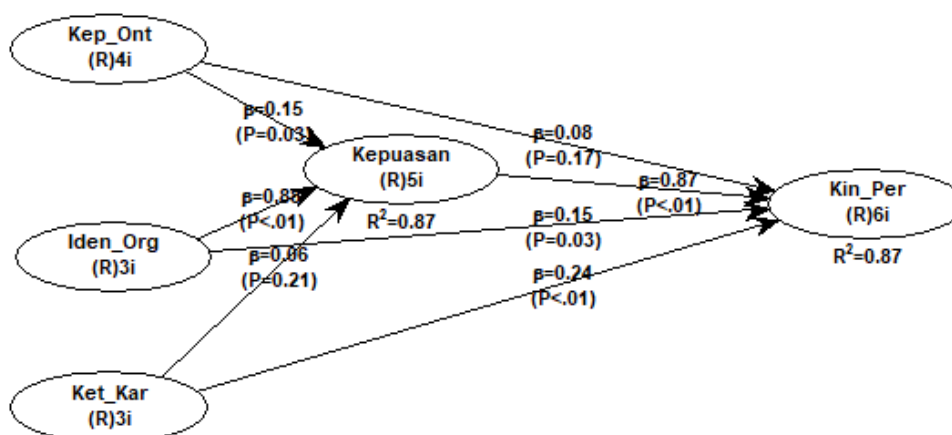 Kep_Ont
(R)4i
β=0.15
(P=0.03)
β=0.08
(P=0.17)
Kepuasan
(R)5i
R²=0.87
β=0.87
(P<.01)
Kin_Per
(R)6i
R²=0.87
(P<.01)
Iden_Org
(R)3i
β=0.15
(P=0.03)
β=0.06
(P=0.21)
β=0.24
(P<.01)
Ket_Kar
(R)3i